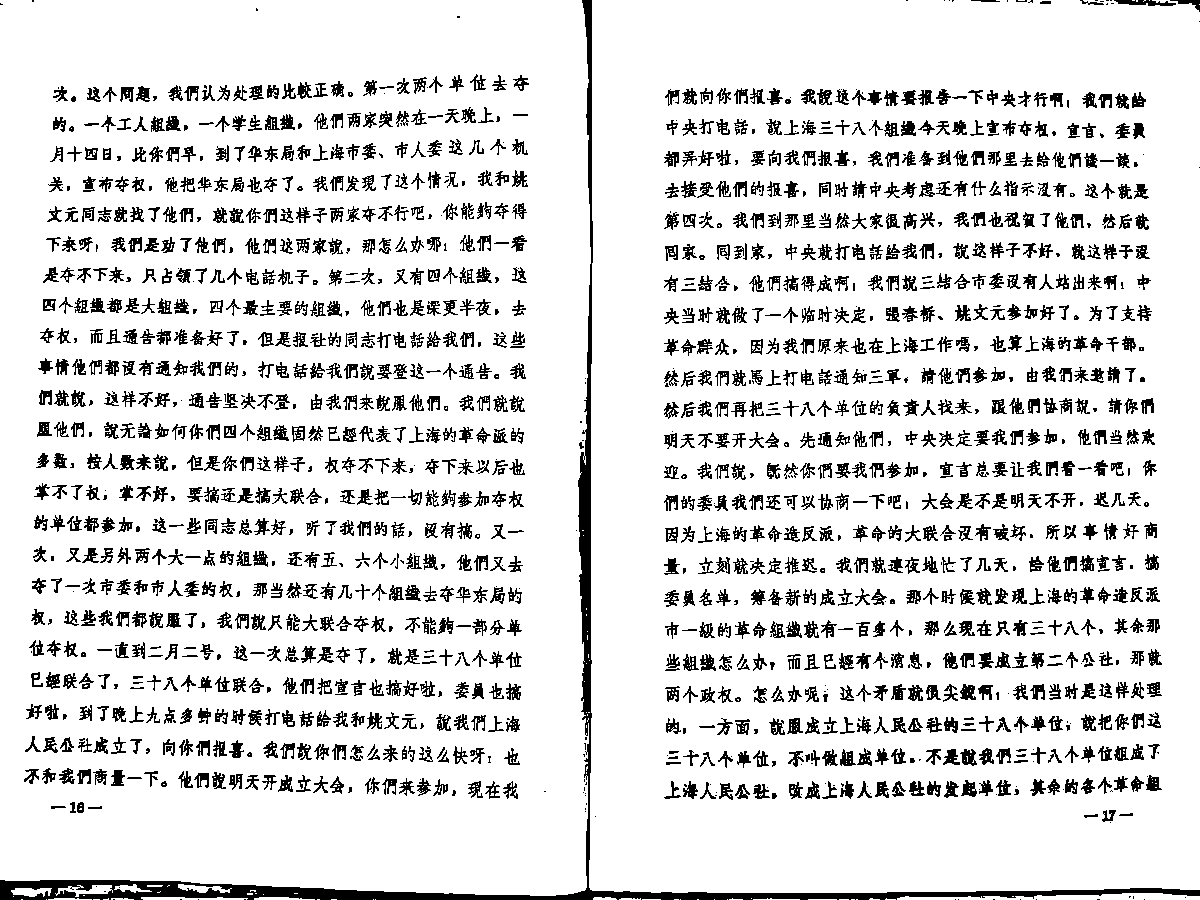 次。这个问题，我們认为处理的比較正确。第一次两个单位去夺
的。一个工人組織，一个学生組織，他們两家突然在一天晚上，一
月十四日，比你們早，到了华东局和上海市委、市人委这几个机
关，宣布夺权，他把华东局也夺了。我們发现了这个情况，我和姚
文元同志就找了他們，就說你們这样子两家夺不行吧，你能夠夺得
下来呀；我們是劝了他們，他們这两家說，那怎么办哪；他們一看
是夺不下来，只占領了几个电話机子。第二次，又有四个組織，这
四个組織都是大組織，四个最主要的組織，他們也是深更半夜，去
夺权，而且通告都准备好了，但是报社的同志打电話給我們，这些
事情他們都沒有通知我們的，打电話給我們說要登这一个通告。我
們就說，这样不好，通告坚决不登，由我們来說服他們。我們就說
服他們，說无論如何你們四个組織固然已經代表了上海的革命派的
多数，按人数来說，但是你們这样子，权夺不下来，夺下来以后也
掌不了权；掌不好，要搞还是搞大联合，还是把一切能夠参加夺权
的单位都参加。这一些同志总算好，听了我們的話，沒有搞。又一
次，又是另外两个大一点的組織，还有五、六个小組織，他們又去
夺了一次市委和市人委的权，那当然还有几十个組織去夺华东局的
权，这些我們都說服了，我們說只能大联合夺权，不能夠一部分单
位夺权。一直到二月二号，这一次总算是夺了，就是三十八个单位
已經联合了，三十八个单位联合，他們把宣言也搞好啦，委員也搞
好啦，到了晚上九点多钟的时候打电話給我和姚文元，說我們上海
人民公社成立了，向你們报喜。我們說你們怎么来的这么快呀；也
不和我們商量一下。他們說明天开成立大会，你們来参加，现在我
—16—
們就向你們报喜。我說这个事情要报告一下中央才行啊；我們就給
中央打电話，說上海三十八个組織今天晚上宣布夺权，宣言、委員
都弄好啦，要向我們报喜，我們准备到他們那里去給他們談一談，
去接受他們的报喜，同时請中央考虑还有什么指示沒有。这个就是
第四次。我們到那里当然大家很高兴，我們也祝賀了他們，然后就
回家。回到家，中央就打电話給我們，說这样子不好，就这样子沒
有三結合，他們搞得成啊；我們說三結合市委沒有人站出来啊；中
央当时就做了一个临时决定，張春桥、姚文元参加好了。为了支持
革命群众，因为我們原来也在上海工作嗎，也算上海的革命干部。
然后我們就馬上打电話通知三軍，請他們参加，由我們来邀請了。
然后我們再把三十八个单位的負責人找来，跟他們协商說，請你們
明天不要开大会。先通知他們，中央决定要我們参加，他們当然欢
迎。我們說，既然你們要我們参加，宣言总要让我們看一看吧；你
們的委員我們还可以协商一下吧；大会是不是明天不开，迟几天。
因为上海的革命造反派，革命的大联合沒有破坏，所以事情好商
量，立刻就决定推迟。我們就連夜地忙了几天，給他們搞宣言，搞
委員名单，筹备新的成立大会。那个时候就发现上海的革命造反派
市一級的革命組織就有一百多个，那么现在只有三十八个，其余那
些組織怎么办；而且已經有个消息，他們要成立第二个公社，那就
两个政权。怎么办呢；这个矛盾就很尖銳啊；我們当时是这样处理
的，一方面，說服成立上海人民公社的三十八个单位；就把你們这
三十八个单位，不叫做組成单位。不是說我們三十八个单位組成了
上海人民公社，改成上海人民公社的发起单位；其余的各个革命組
—17—